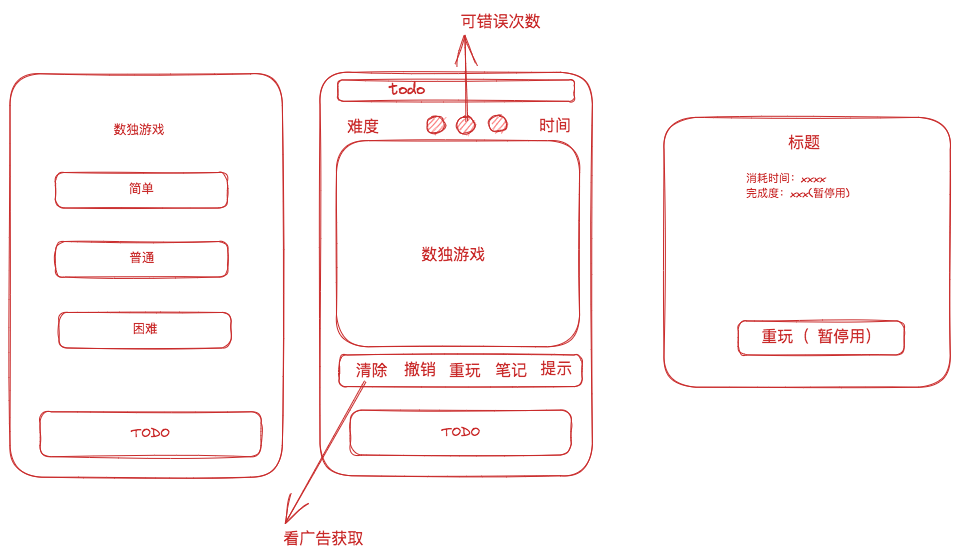 可错误次数
数独游戏
简单
普通
困难
TODO
todo
难度
时间
数独游戏
清除 撤销 重玩 笔记 提示
TODO
看广告获取
标题
消耗时间：xxxx
完成度：xxx(暂停用)
重玩（ 暂停用）